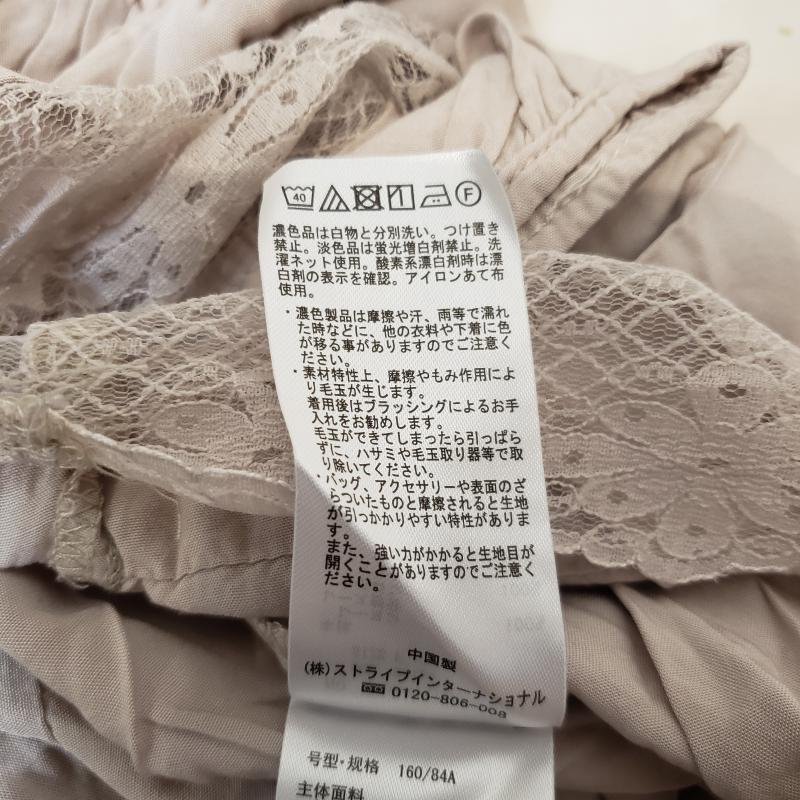 40 F
濃色品は白物と分別洗い。つけ置き
禁止。淡色品は蛍光増白剤禁止。洗
濯ネット使用。酸素系漂白剤時は漂
白剤の表示を確認。アイロンあて布
使用。
・濃色製品は摩擦や汗、雨等で濡れ
た時などに、他の衣料や下着に色
が移る事がありますのでご注意く
ださい。
・素材特性上、摩擦やもみ作用によ
り毛玉が生じます。
着用後はブラッシングによるお手
入れをお勧めします。
毛玉ができてしまったら引っぱら
ずに、ハサミや毛玉取り器等で取
り除いてください。
・バッグ、アクセサリーや表面のざ
らついたものと摩擦されると生地
が引っかかりやすい特性がありま
す。
また、強い力がかかると生地目が
開くことがありますのでご注意く
ださい。
中国製
(株)ストライプインターナショナル
0120-806-008
号型・规格 160/84A
主体面料